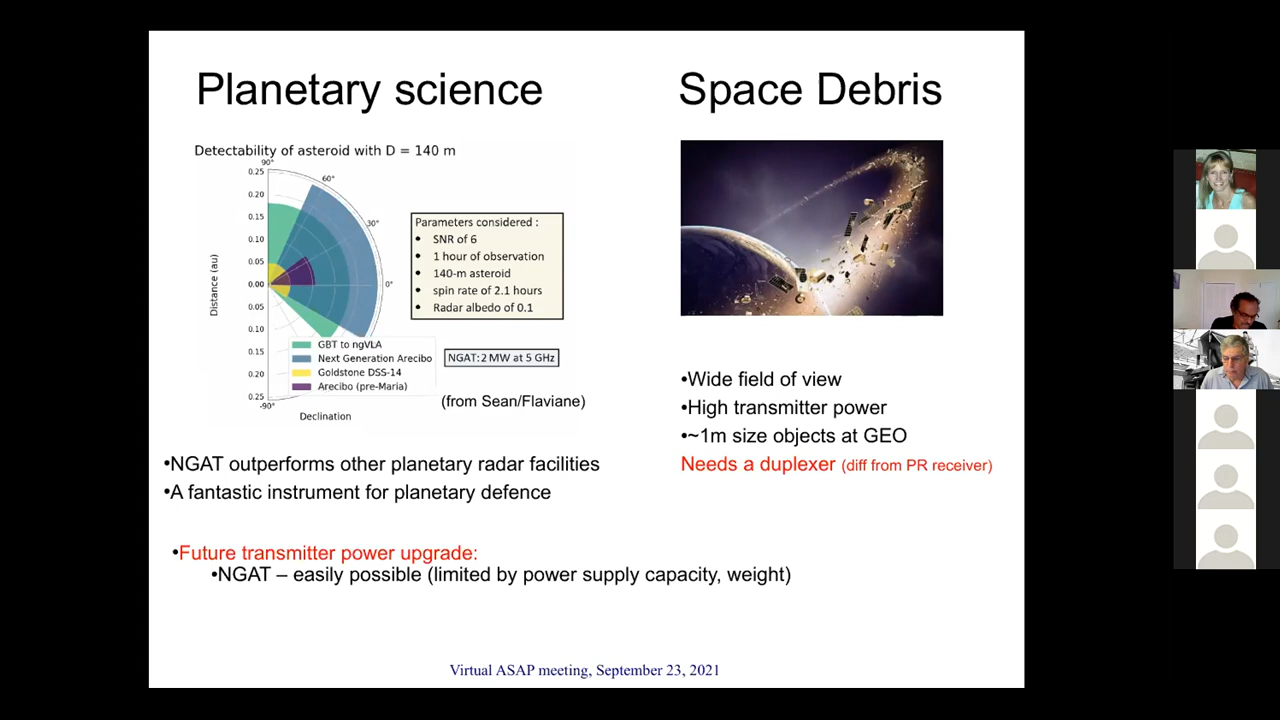 Planetary science
Space Debris
Detectability of asteroid with D = 140 m
90°
0.25
60°
0.20
0.15
30°
0.10
0.05
0.00
0°
0.05
0.10
0.15
0.20
0.25
-90°
Distance (au)
Declination
Parameters considered :
• SNR of 6
• 1 hour of observation
• 140-m asteroid
• spin rate of 2.1 hours
• Radar albedo of 0.1
GBT to ngVLA
Next Generation Arecibo
Goldstone DSS-14
Arecibo (pre-Maria)
NGAT: 2 MW at 5 GHz
(from Sean/Flaviane)
•NGAT outperforms other planetary radar facilities
•A fantastic instrument for planetary defence
•Wide field of view
•High transmitter power
•~1m size objects at GEO
Needs a duplexer (diff from PR receiver)
•Future transmitter power upgrade:
•NGAT – easily possible (limited by power supply capacity, weight)
Virtual ASAP meeting, September 23, 2021